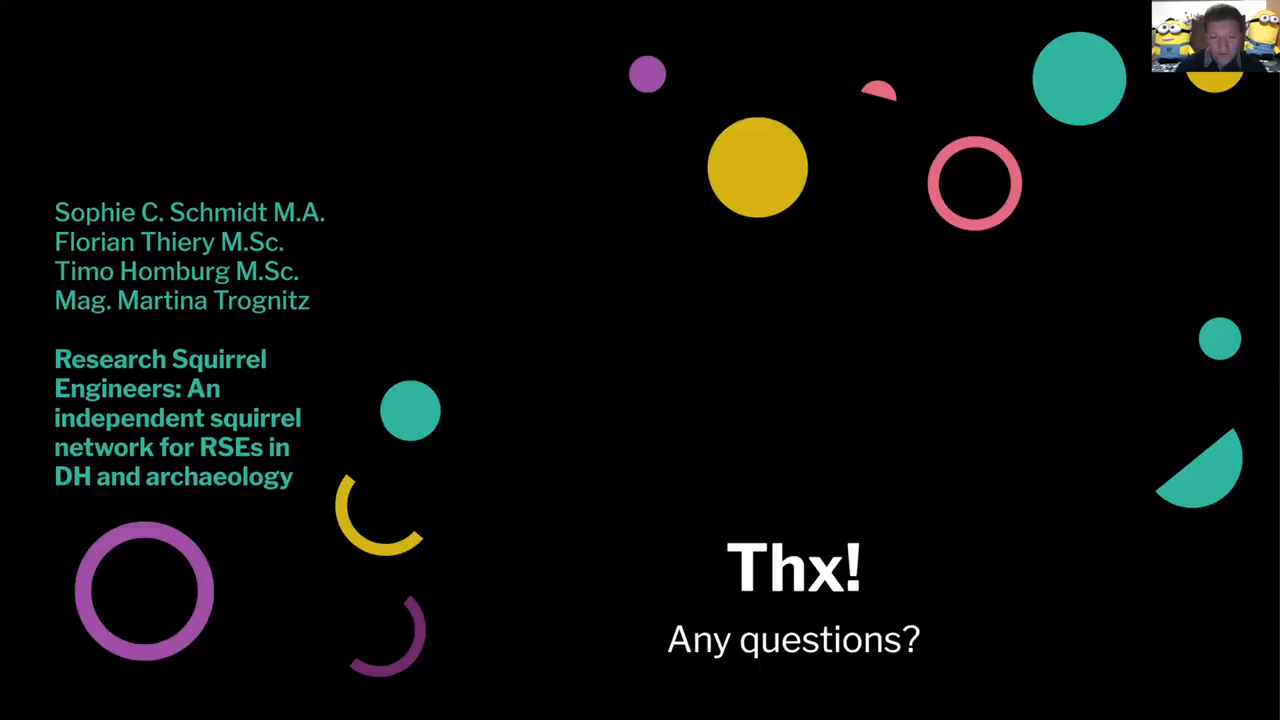 Sophie C. Schmidt M.A.
Florian Thiery M.Sc.
Timo Homburg M.Sc.
Mag. Martina Trognitz
Research Squirrel
Engineers: An
independent squirrel
network for RSEs in
DH and archaeology
Thx!
Any questions?